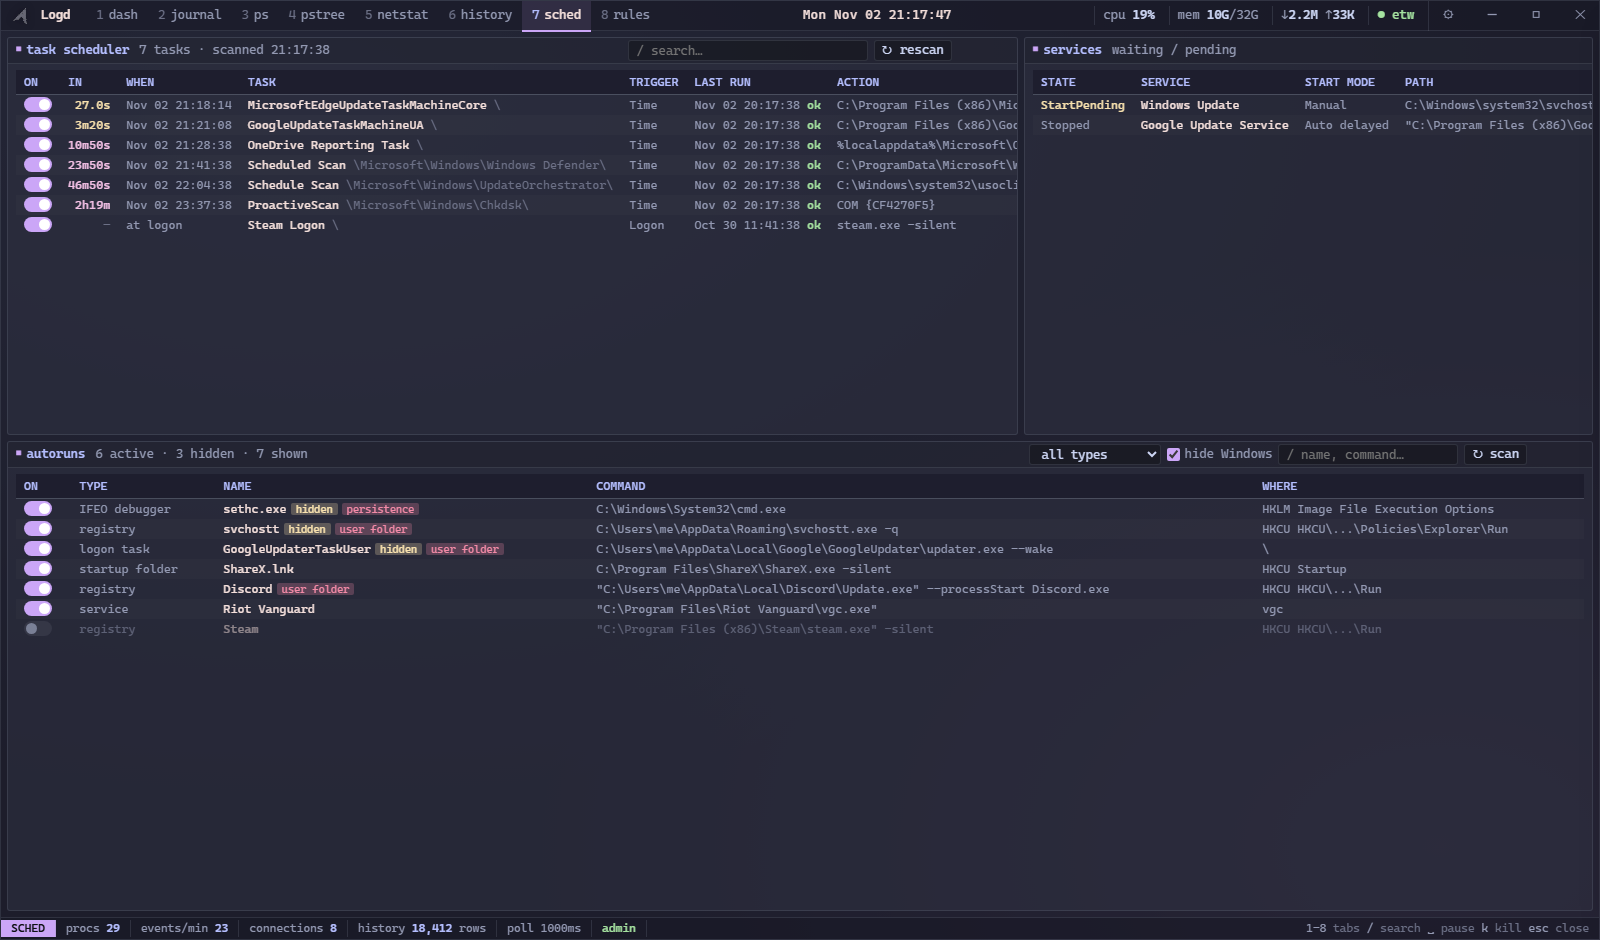 Logd 1 dash 2 journal 3 ps 4 pstree 5 netstat 6 history 7 sched 8 rules Mon Nov 02 21:17:47 cpu 19% mem 10G/32G ↓2.2M ↑33K ● etw
task scheduler 7 tasks · scanned 21:17:38 / search… ↻ rescan
ON IN WHEN TASK TRIGGER LAST RUN ACTION
27.0s Nov 02 21:18:14 MicrosoftEdgeUpdateTaskMachineCore \ Time Nov 02 20:17:38 ok C:\Program Files (x86)\Mic
3m20s Nov 02 21:21:08 GoogleUpdateTaskMachineUA \ Time Nov 02 20:17:38 ok C:\Program Files (x86)\Goo
10m50s Nov 02 21:28:38 OneDrive Reporting Task \ Time Nov 02 20:17:38 ok %localappdata%\Microsoft\O
23m50s Nov 02 21:41:38 Scheduled Scan \Microsoft\Windows\Windows Defender\ Time Nov 02 20:17:38 ok C:\ProgramData\Microsoft\W
46m50s Nov 02 22:04:38 Schedule Scan \Microsoft\Windows\UpdateOrchestrator\ Time Nov 02 20:17:38 ok C:\Windows\system32\usocli
2h19m Nov 02 23:37:38 ProactiveScan \Microsoft\Windows\Chkdsk\ Time Nov 02 20:17:38 ok COM {CF4270F5}
— at logon Steam Logon \ Logon Oct 30 11:41:38 ok steam.exe -silent
services waiting / pending
STATE SERVICE START MODE PATH
StartPending Windows Update Manual C:\Windows\system32\svchost
Stopped Google Update Service Auto delayed "C:\Program Files (x86)\Goo
autoruns 6 active · 3 hidden · 7 shown all types hide Windows / name, command… ↻ scan
ON TYPE NAME COMMAND WHERE
IFEO debugger sethc.exe hidden persistence C:\Windows\System32\cmd.exe HKLM Image File Execution Options
registry svchostt hidden user folder C:\Users\me\AppData\Roaming\svchostt.exe -q HKCU HKCU\...\Policies\Explorer\Run
logon task GoogleUpdaterTaskUser hidden user folder C:\Users\me\AppData\Local\Google\GoogleUpdater\updater.exe --wake \
startup folder ShareX.lnk C:\Program Files\ShareX\ShareX.exe -silent HKCU Startup
registry Discord user folder "C:\Users\me\AppData\Local\Discord\Update.exe" --processStart Discord.exe HKCU HKCU\...\Run
service Riot Vanguard "C:\Program Files\Riot Vanguard\vgc.exe" vgc
registry Steam "C:\Program Files (x86)\Steam\steam.exe" -silent HKCU HKCU\...\Run
SCHED procs 29 events/min 23 connections 8 history 18,412 rows poll 1000ms admin 1-8 tabs / search ␣ pause k kill esc close